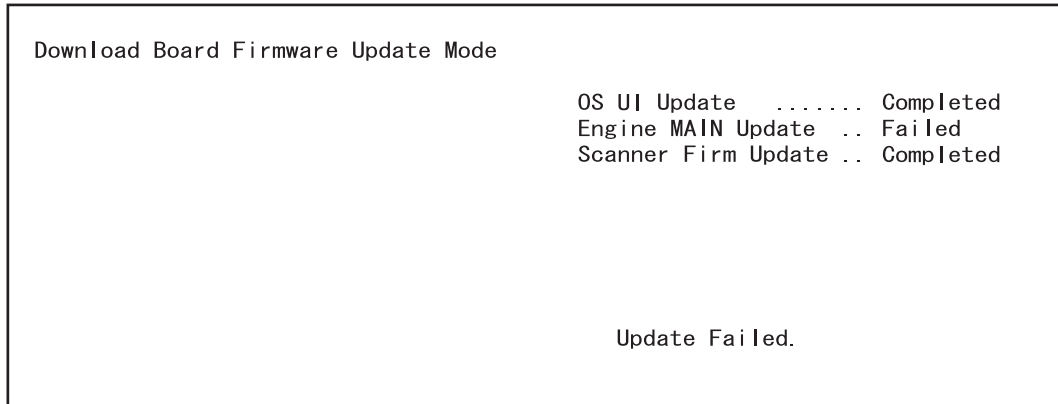 Download Board Firmware Update Mode
OS UI Update ....... Completed
Engine MAIN Update .. Failed
Scanner Firm Update .. Completed
Update Failed.